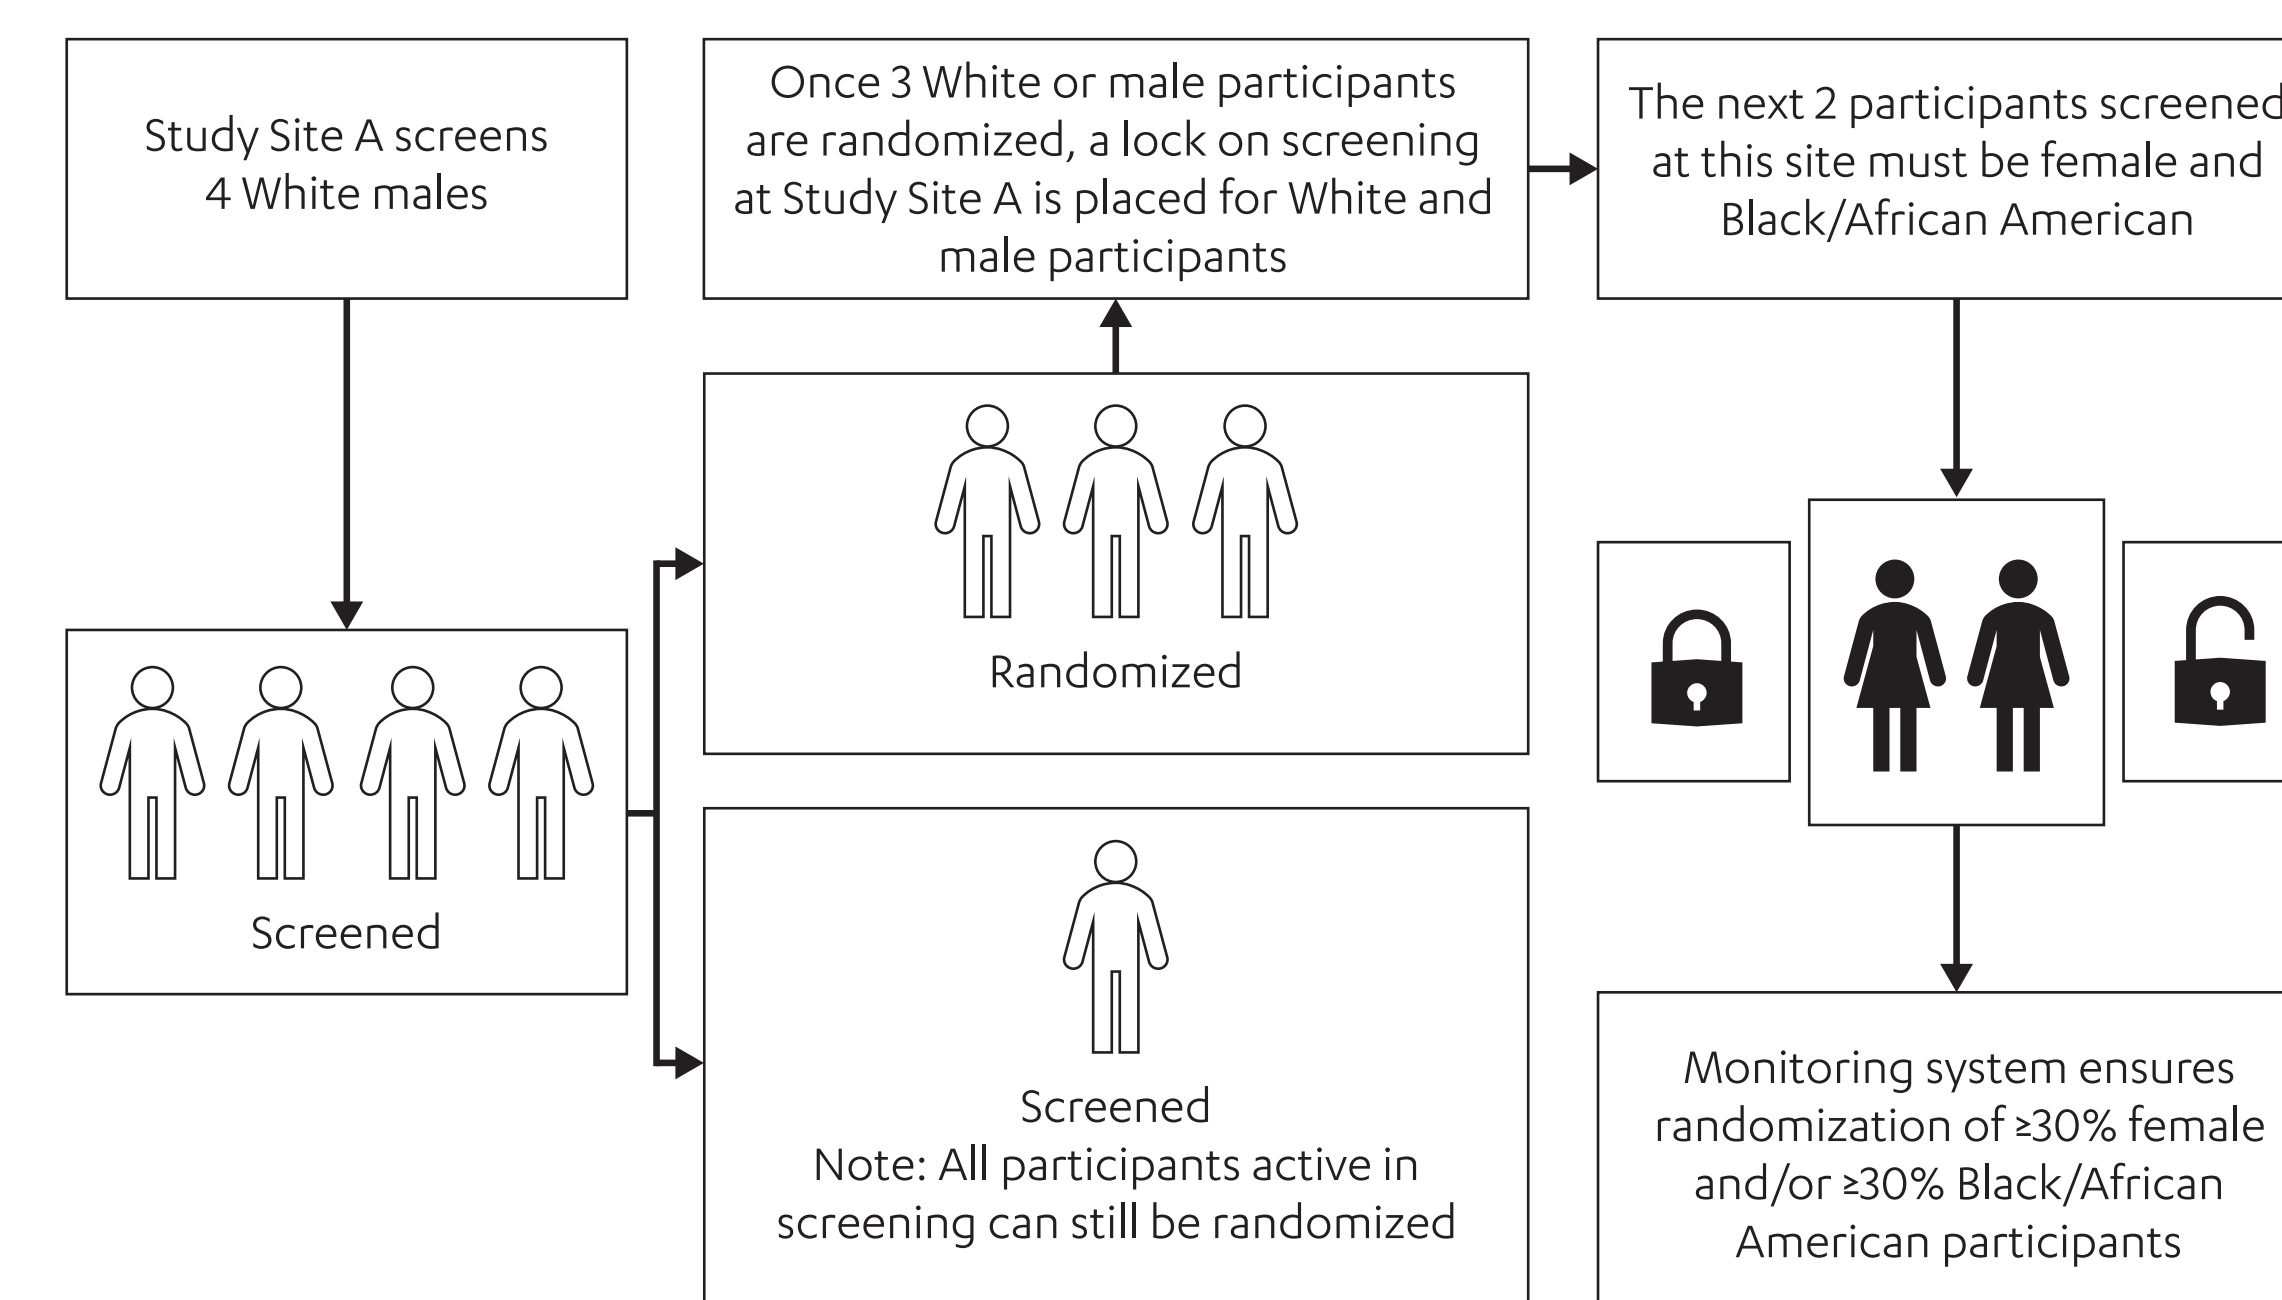 Study Site A screens
4 White males
Screened
Once 3 White or male participants
are randomized, a lock on screening
at Study Site A is placed for White and
male participants
Randomized
Screened
Note: All participants active in
screening can still be randomized
The next 2 participants screened
at this site must be female and
Black/African American
Monitoring system ensures
randomization of ≥30% female
and/or ≥30% Black/African
American participants